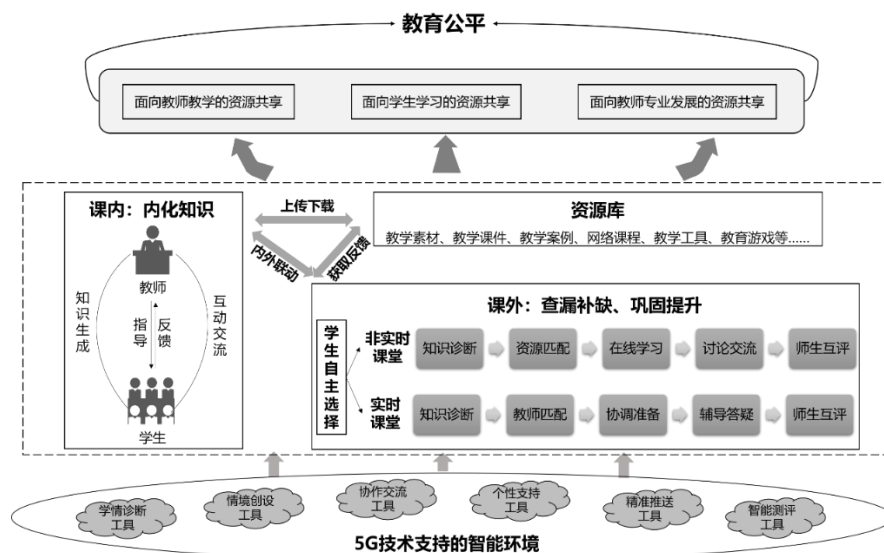 教育公平
面向教师教学的资源共享
面向学生学习的资源共享
面向教师专业发展的资源共享
课内：内化知识
教师
知识生成
指导
反馈
互动交流
学生
上传下载
内外联动
获取反馈
资源库
教学素材、教学课件、教学案例、网络课程、教学工具、教育游戏等……
课外：查漏补缺、巩固提升
学生自主选择
非实时
课堂
知识诊断
资源匹配
在线学习
讨论交流
师生互评
实时
课堂
知识诊断
教师匹配
协调准备
辅导答疑
师生互评
学情诊断
工具
情境创设
工具
协作交流
工具
个性支持
工具
精准推送
工具
智能测评
工具
5G技术支持的智能环境